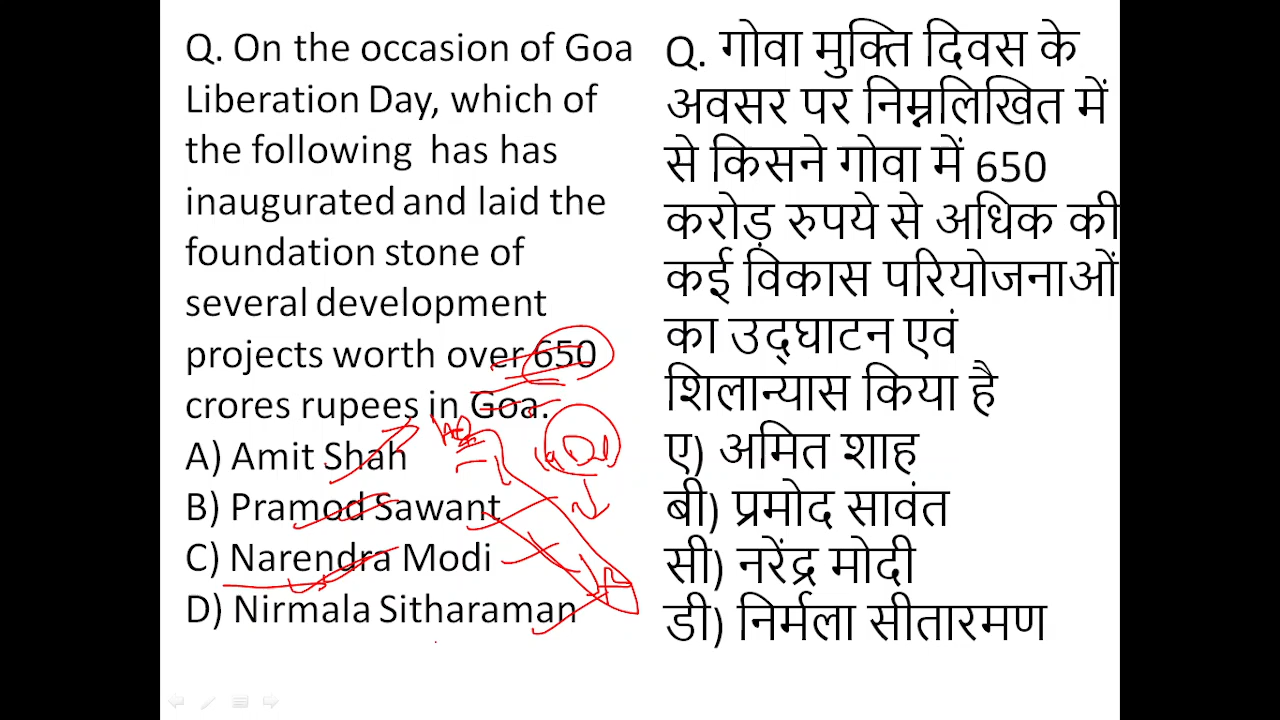 Q. On the occasion of Goa
Liberation Day, which of
the following has has
inaugurated and laid the
foundation stone of
several development
projects worth over 650
crores rupees in Goa.
A) Amit Shah
B) Pramod Sawant
C) Narendra Modi
D) Nirmala Sitharaman
Q. गोवा मुक्ति दिवस के
अवसर पर निम्नलिखित में
से किसने गोवा में 650
करोड़ रुपये से अधिक की
कई विकास परियोजनाओं
का उद्घाटन एवं
शिलान्यास किया है
ए) अमित शाह
बी) प्रमोद सावंत
सी) नरेंद्र मोदी
डी) निर्मला सीतारमण